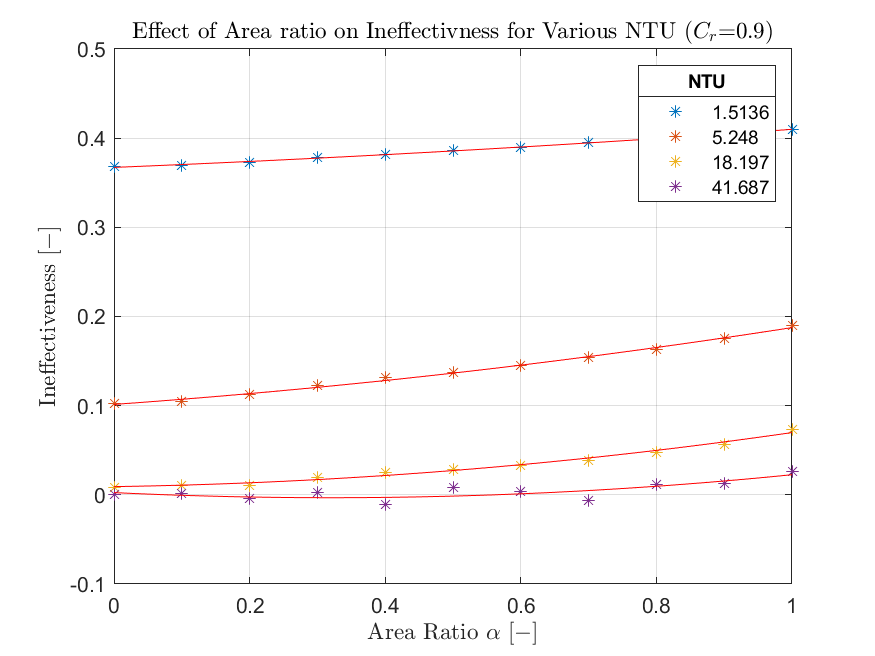 Effect of Area ratio on Ineffectivness for Various NTU (Cᵣ=0.9)
0.5
0.4
0.3
0.2
0.1
0
-0.1
Ineffectiveness [−]
NTU
1.5136
5.248
18.197
41.687
0 0.2 0.4 0.6 0.8 1
Area Ratio α [−]